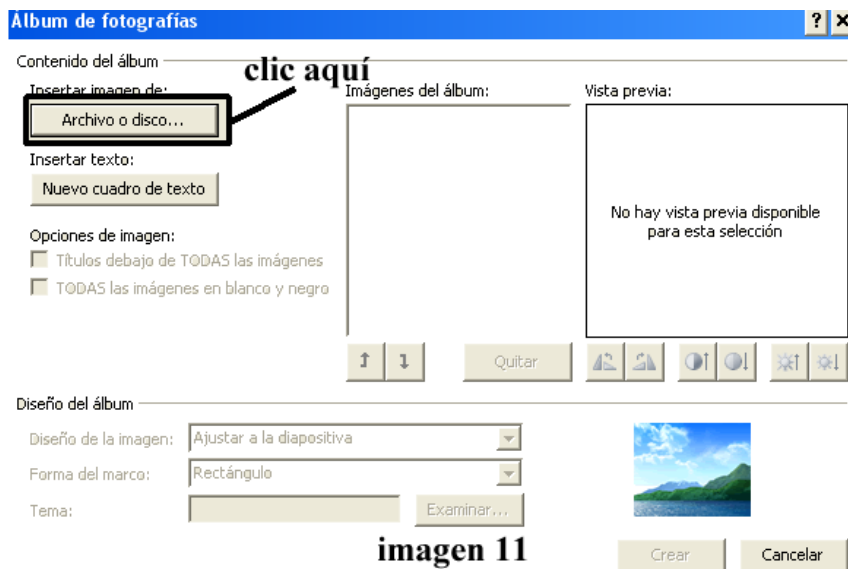 Álbum de fotografías
Contenido del álbum
clic aquí
Insertar imagen de:
Imágenes del álbum:
Vista previa:
Archivo o disco...
Insertar texto:
Nuevo cuadro de texto
No hay vista previa disponible
para esta selección
Opciones de imagen:
Títulos debajo de TODAS las imágenes
TODAS las imágenes en blanco y negro
Quitar
Diseño del álbum
Diseño de la imagen:
Ajustar a la diapositiva
Forma del marco:
Rectángulo
Tema:
Examinar...
imagen 11
Crear
Cancelar